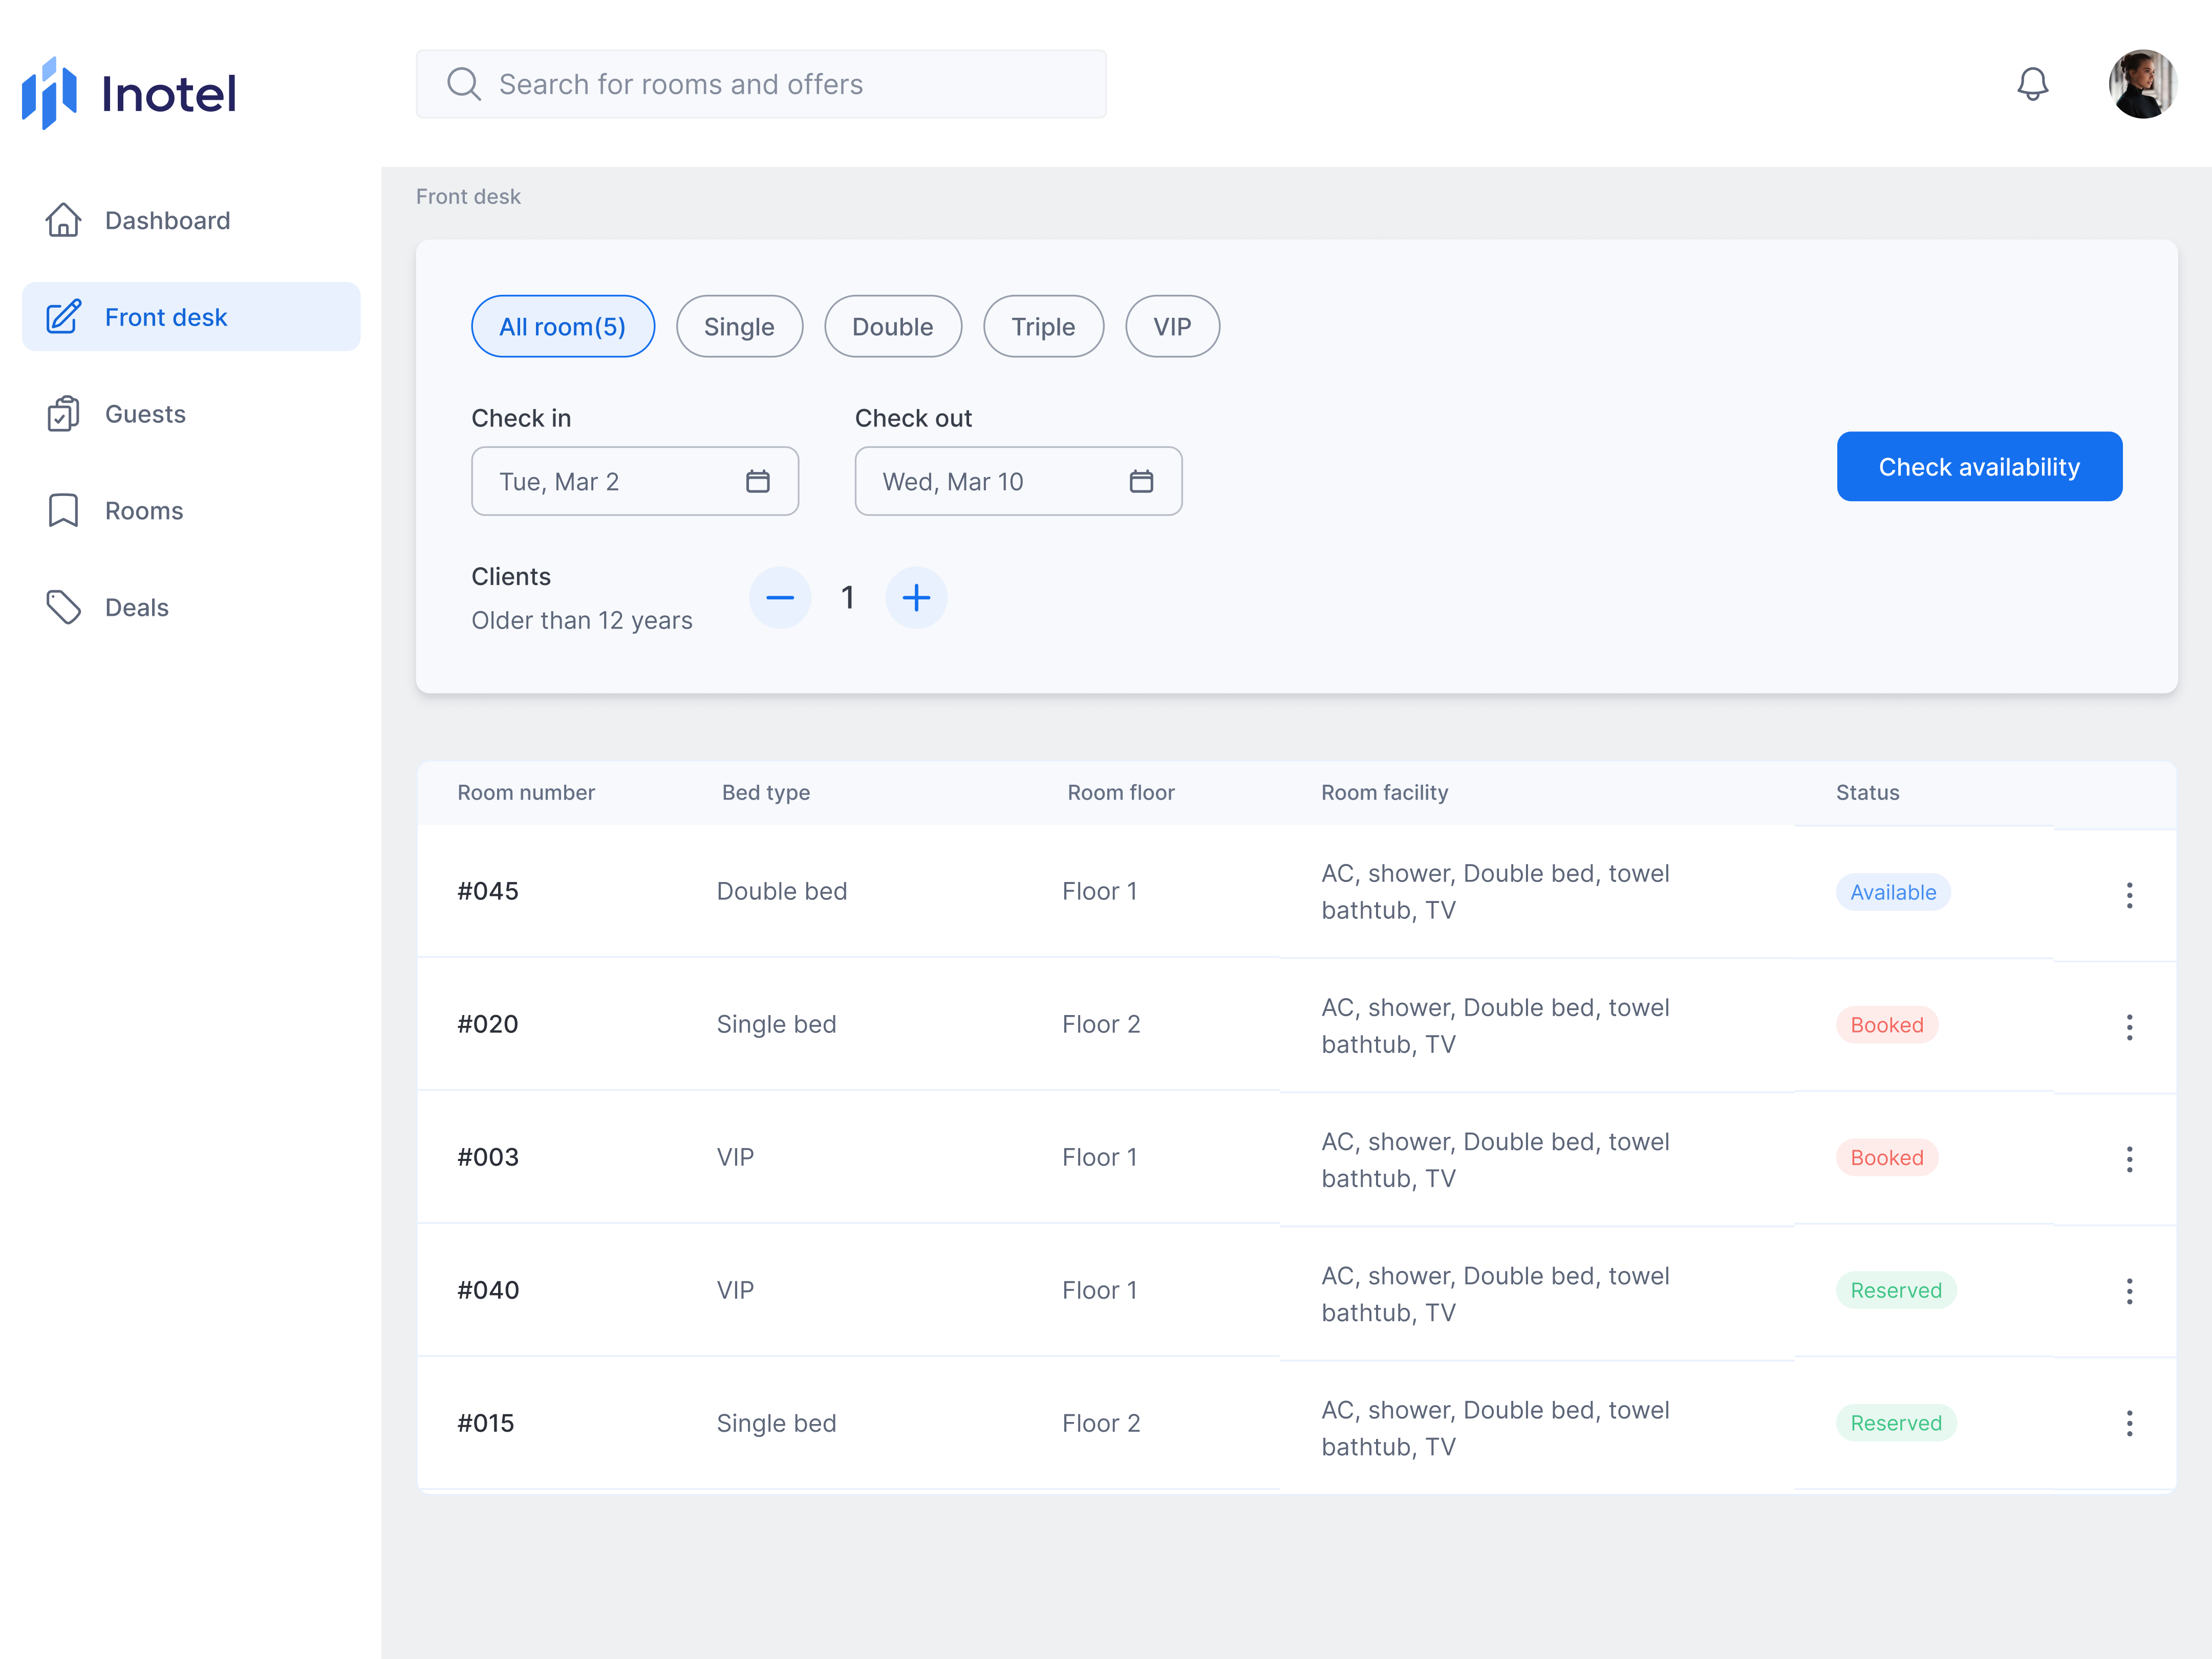 Inotel
Search for rooms and offers
Dashboard
Front desk
Guests
Rooms
Deals
Front desk
All room(5)
Single
Double
Triple
VIP
Check in
Check out
Tue, Mar 2
Wed, Mar 10
Check availability
Clients
Older than 12 years
1
Room number
Bed type
Room floor
Room facility
Status
#045
Double bed
Floor 1
AC, shower, Double bed, towel
bathtub, TV
Available
#020
Single bed
Floor 2
AC, shower, Double bed, towel
bathtub, TV
Booked
#003
VIP
Floor 1
AC, shower, Double bed, towel
bathtub, TV
Booked
#040
VIP
Floor 1
AC, shower, Double bed, towel
bathtub, TV
Reserved
#015
Single bed
Floor 2
AC, shower, Double bed, towel
bathtub, TV
Reserved